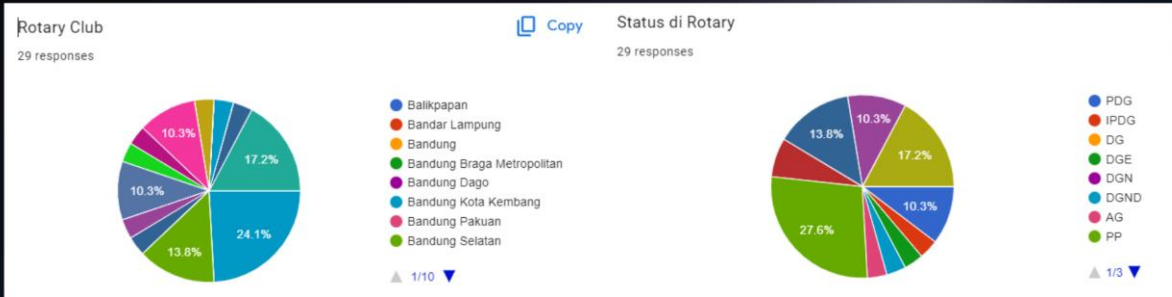 Rotary Club
Copy
29 responses
10.3%
17.2%
10.3%
24.1%
13.8%
Balikpapan
Bandar Lampung
Bandung
Bandung Braga Metropolitan
Bandung Dago
Bandung Kota Kembang
Bandung Pakuan
Bandung Selatan
1/10
Status di Rotary
29 responses
13.8%
10.3%
17.2%
10.3%
27.6%
PDG
IPDG
DG
DGE
DGN
DGND
AG
PP
1/3